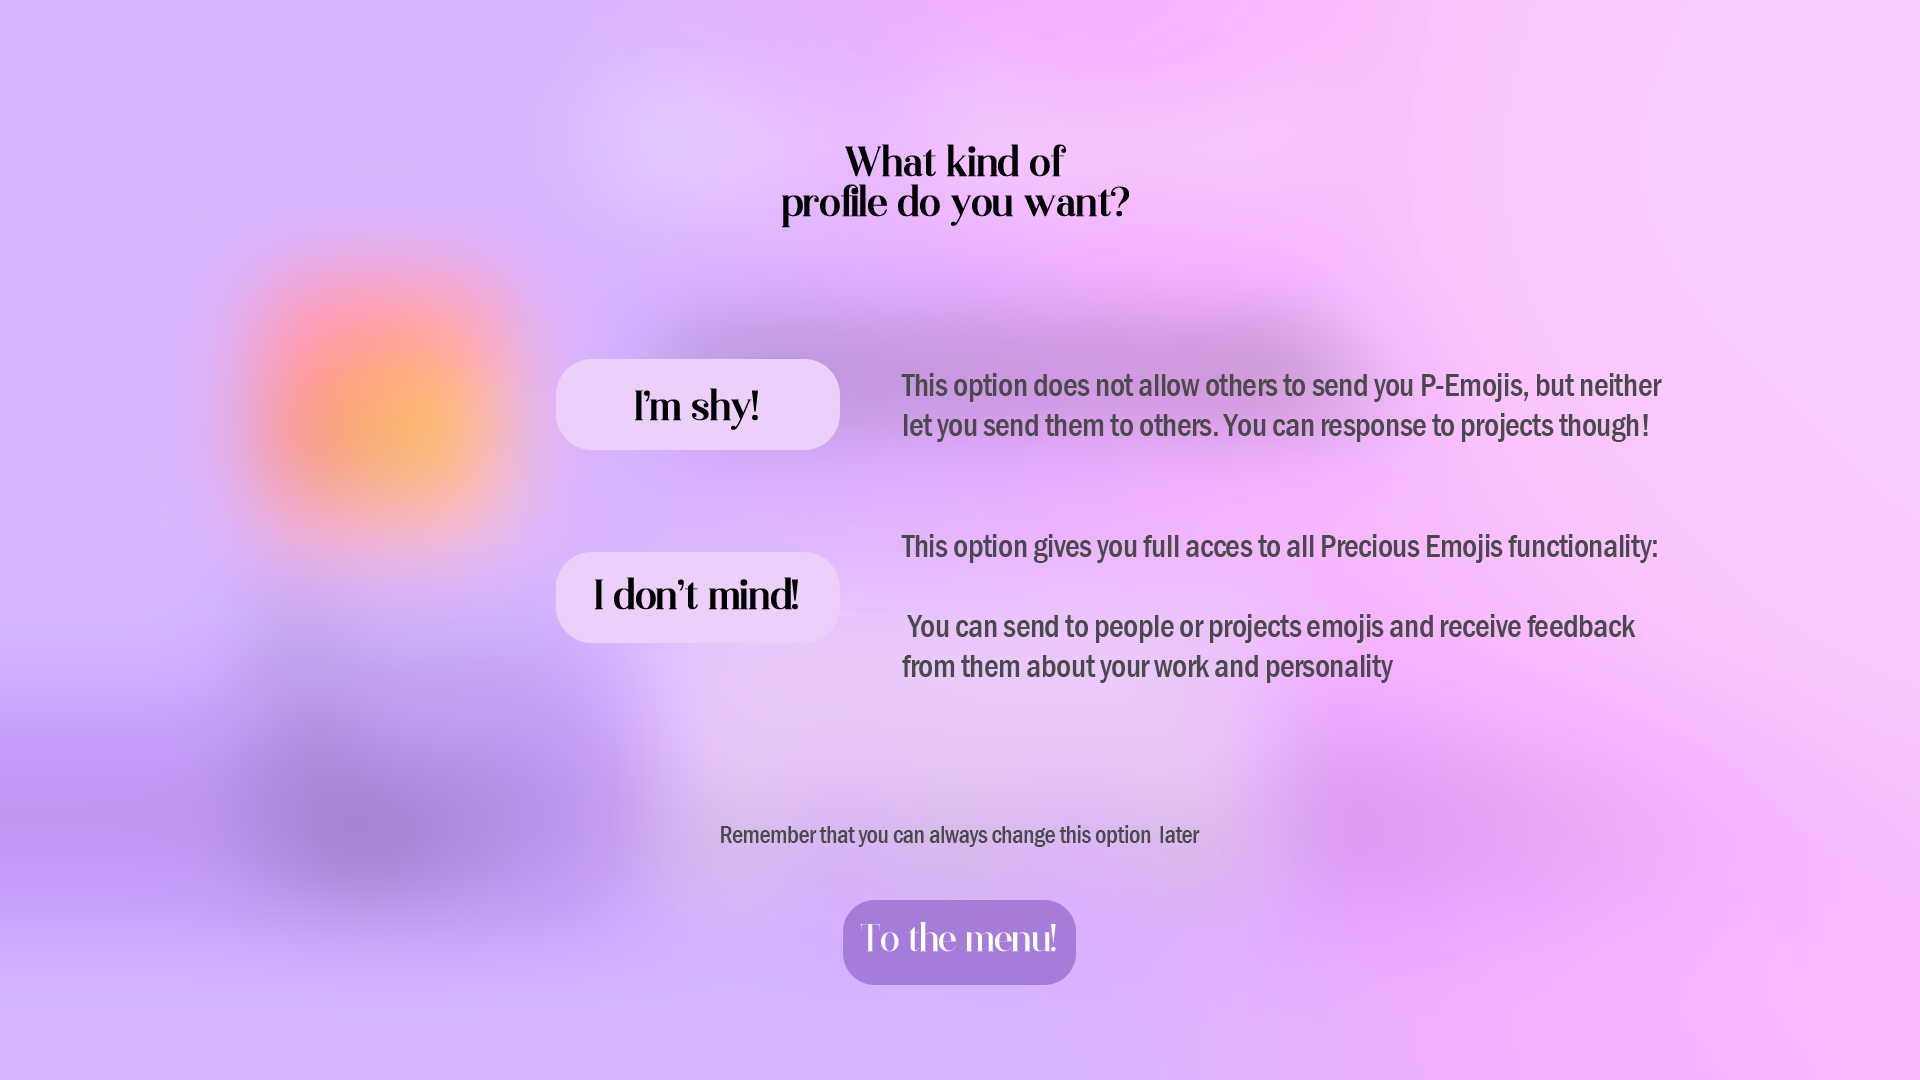 What kind of
profile do you want?
I'm shy!
This option does not allow others to send you P-Emojis, but neither
let you send them to others. You can response to projects though!
I don't mind!
This option gives you full acces to all Precious Emojis functionality:
You can send to people or projects emojis and receive feedback
from them about your work and personality
Remember that you can always change this option later
To the menu!